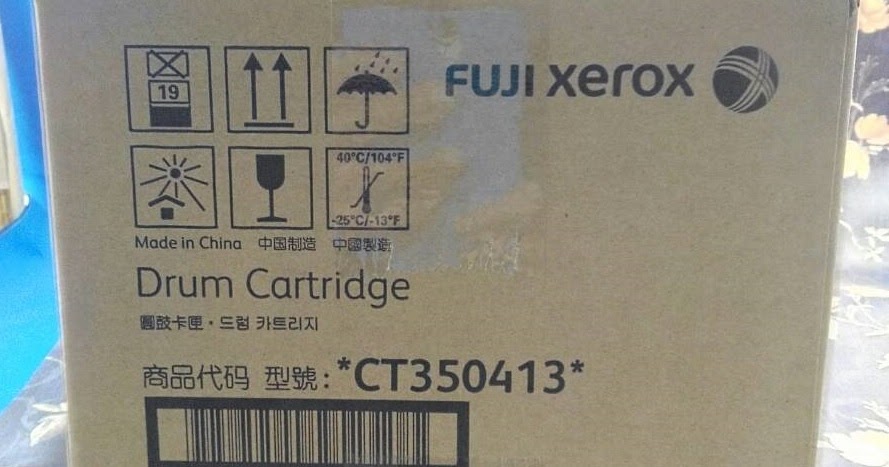 FUJI xerox
19
40°C/104°F
-25°C/-13°F
Made in China 中国制造 中國製造
Drum Cartridge
圓鼓卡匣·드럼 카트리지
商品代码 型號:*CT350413*